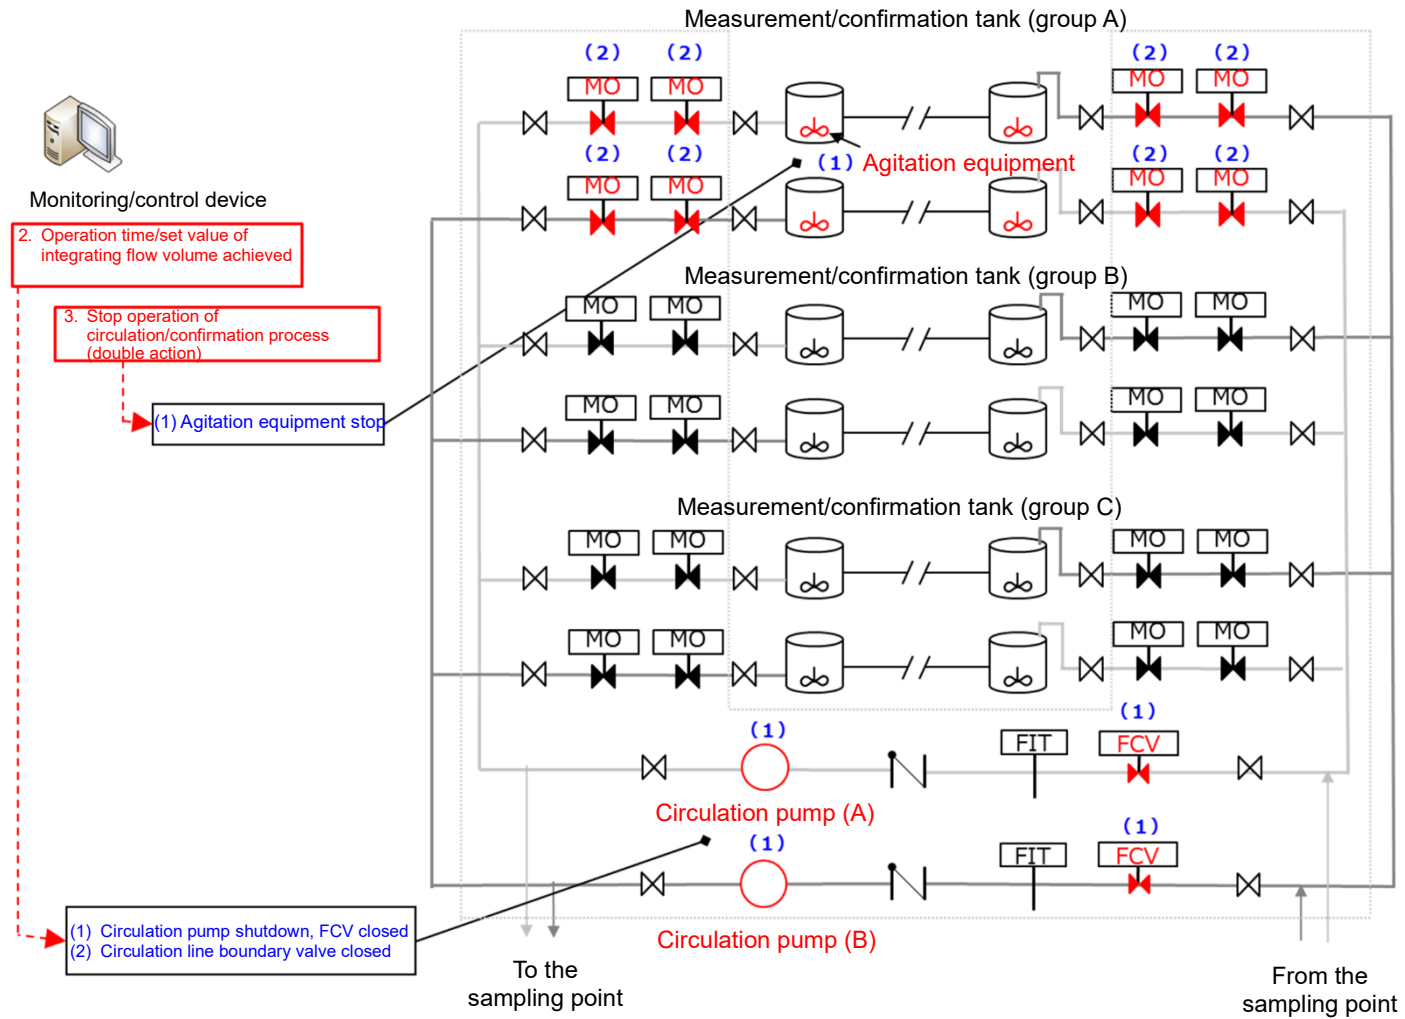 Measurement/confirmation tank (group A)
(2) (2) (2) (2)
MO MO MO MO
(1) Agitation equipment
(2) (2) (2) (2)
MO MO MO MO
Monitoring/control device
2. Operation time/set value of
integrating flow volume achieved
3. Stop operation of
circulation/confirmation process
(double action)
(1) Agitation equipment stop
Measurement/confirmation tank (group B)
MO MO MO MO
MO MO MO MO
Measurement/confirmation tank (group C)
MO MO MO MO
MO MO MO MO
(1) (1)
FIT FCV
Circulation pump (A)
(1) (1)
FIT FCV
Circulation pump (B)
(1) Circulation pump shutdown, FCV closed
(2) Circulation line boundary valve closed
To the
sampling point
From the
sampling point